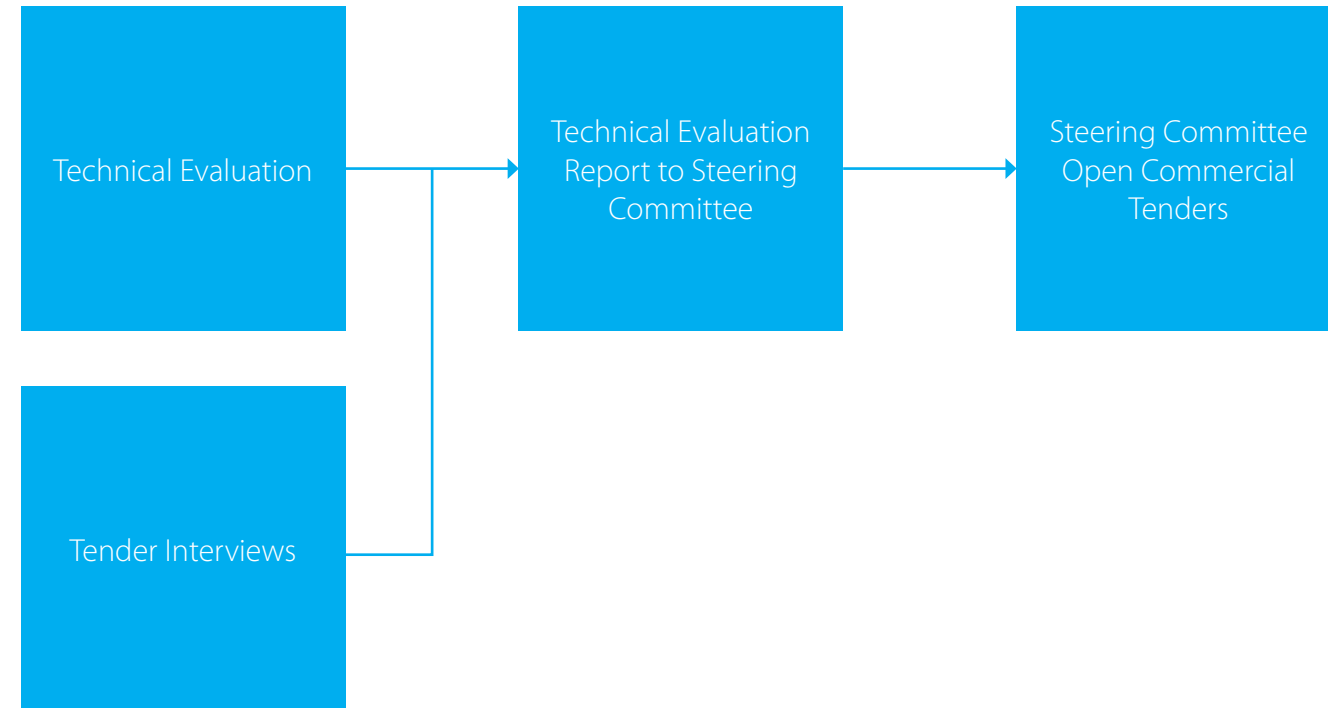 Technical Evaluation
Technical Evaluation
Report to Steering
Committee
Steering Committee
Open Commercial
Tenders
Tender Interviews